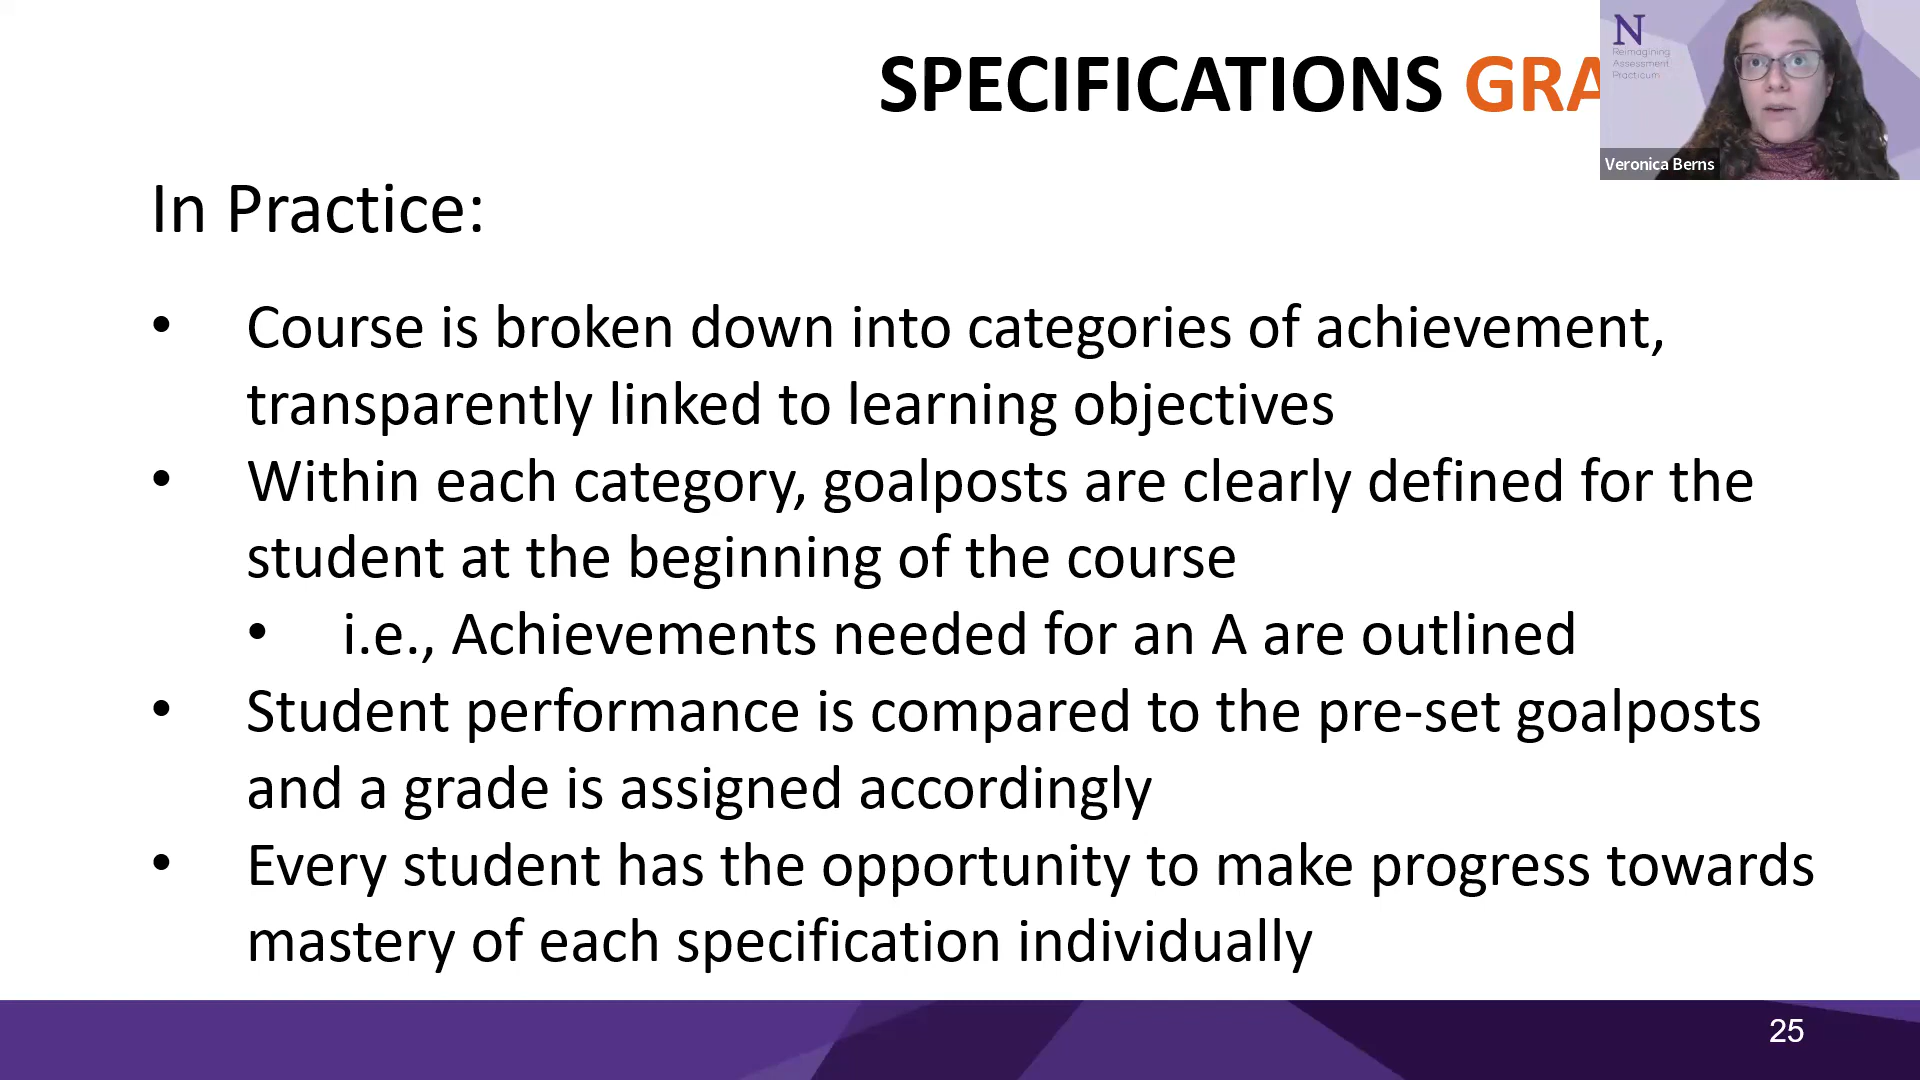 SPECIFICATIONS GRA
N
Reimagining
Assessment
Practicum
Veronica Berns
In Practice:
• Course is broken down into categories of achievement,
transparently linked to learning objectives
• Within each category, goalposts are clearly defined for the
student at the beginning of the course
• i.e., Achievements needed for an A are outlined
• Student performance is compared to the pre-set goalposts
and a grade is assigned accordingly
• Every student has the opportunity to make progress towards
mastery of each specification individually
25